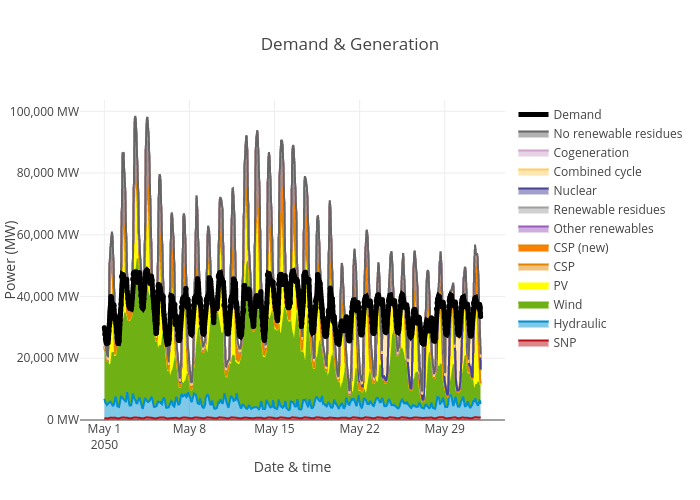 Demand & Generation
100,000 MW
80,000 MW
60,000 MW
40,000 MW
20,000 MW
0 MW
Power (MW)
May 1
2050
May 8
May 15
May 22
May 29
Date & time
Demand
No renewable residues
Cogeneration
Combined cycle
Nuclear
Renewable residues
Other renewables
CSP (new)
CSP
PV
Wind
Hydraulic
SNP